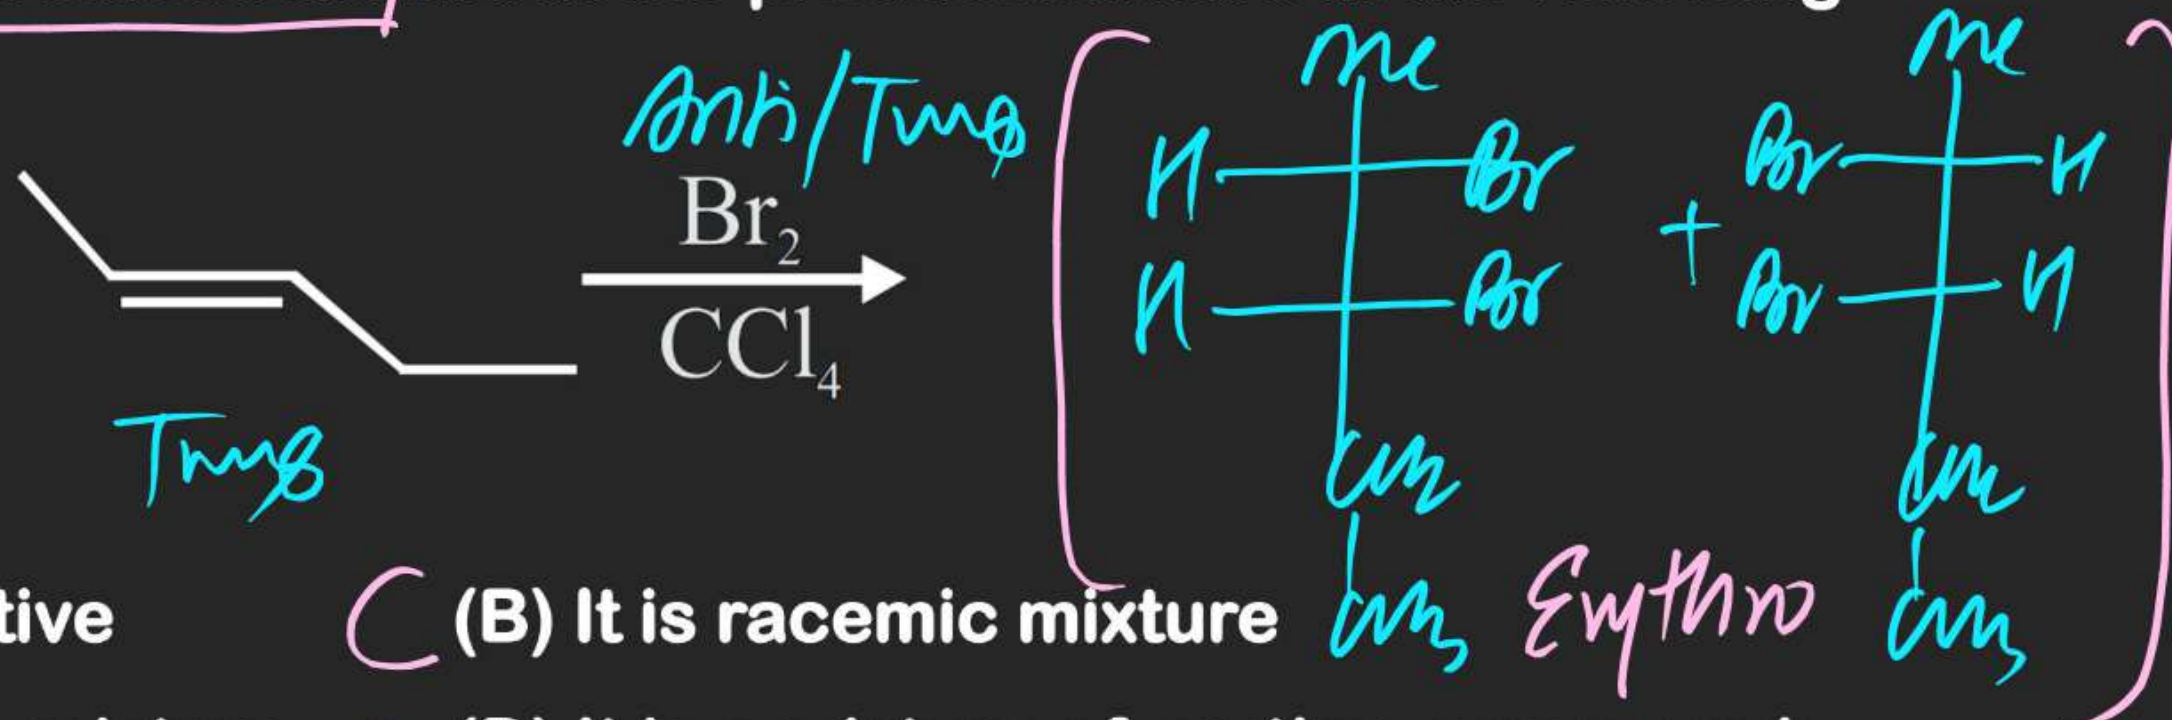 Me Me
Anti/Trans
H Br Br H
Br₂
+
H Br Br H
CCl₄
Trans
CH₂ CH₂
tive (B) It is racemic mixture CH₃ Erythro CH₃